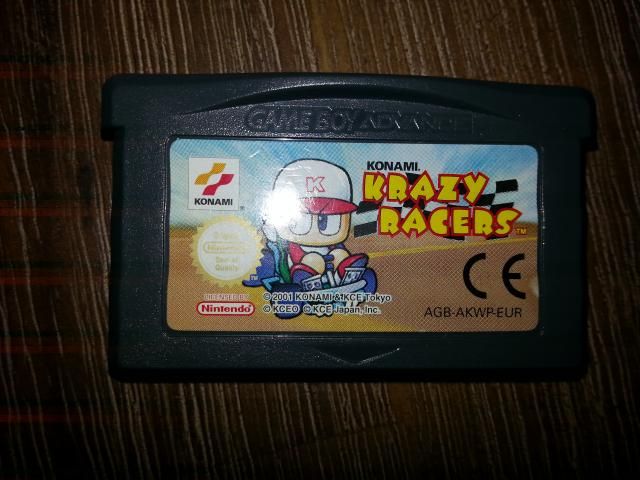 GAME BOY ADVANCE
KONAMI
KONAMI
KRAZY
RACERS™
K
Original
Nintendo
Seal of
Quality
TM
LICENSED BY
Nintendo
© 2001 KONAMI & KCE Tokyo
© KCEO © KCE Japan, Inc.
CE
AGB-AKWP-EUR